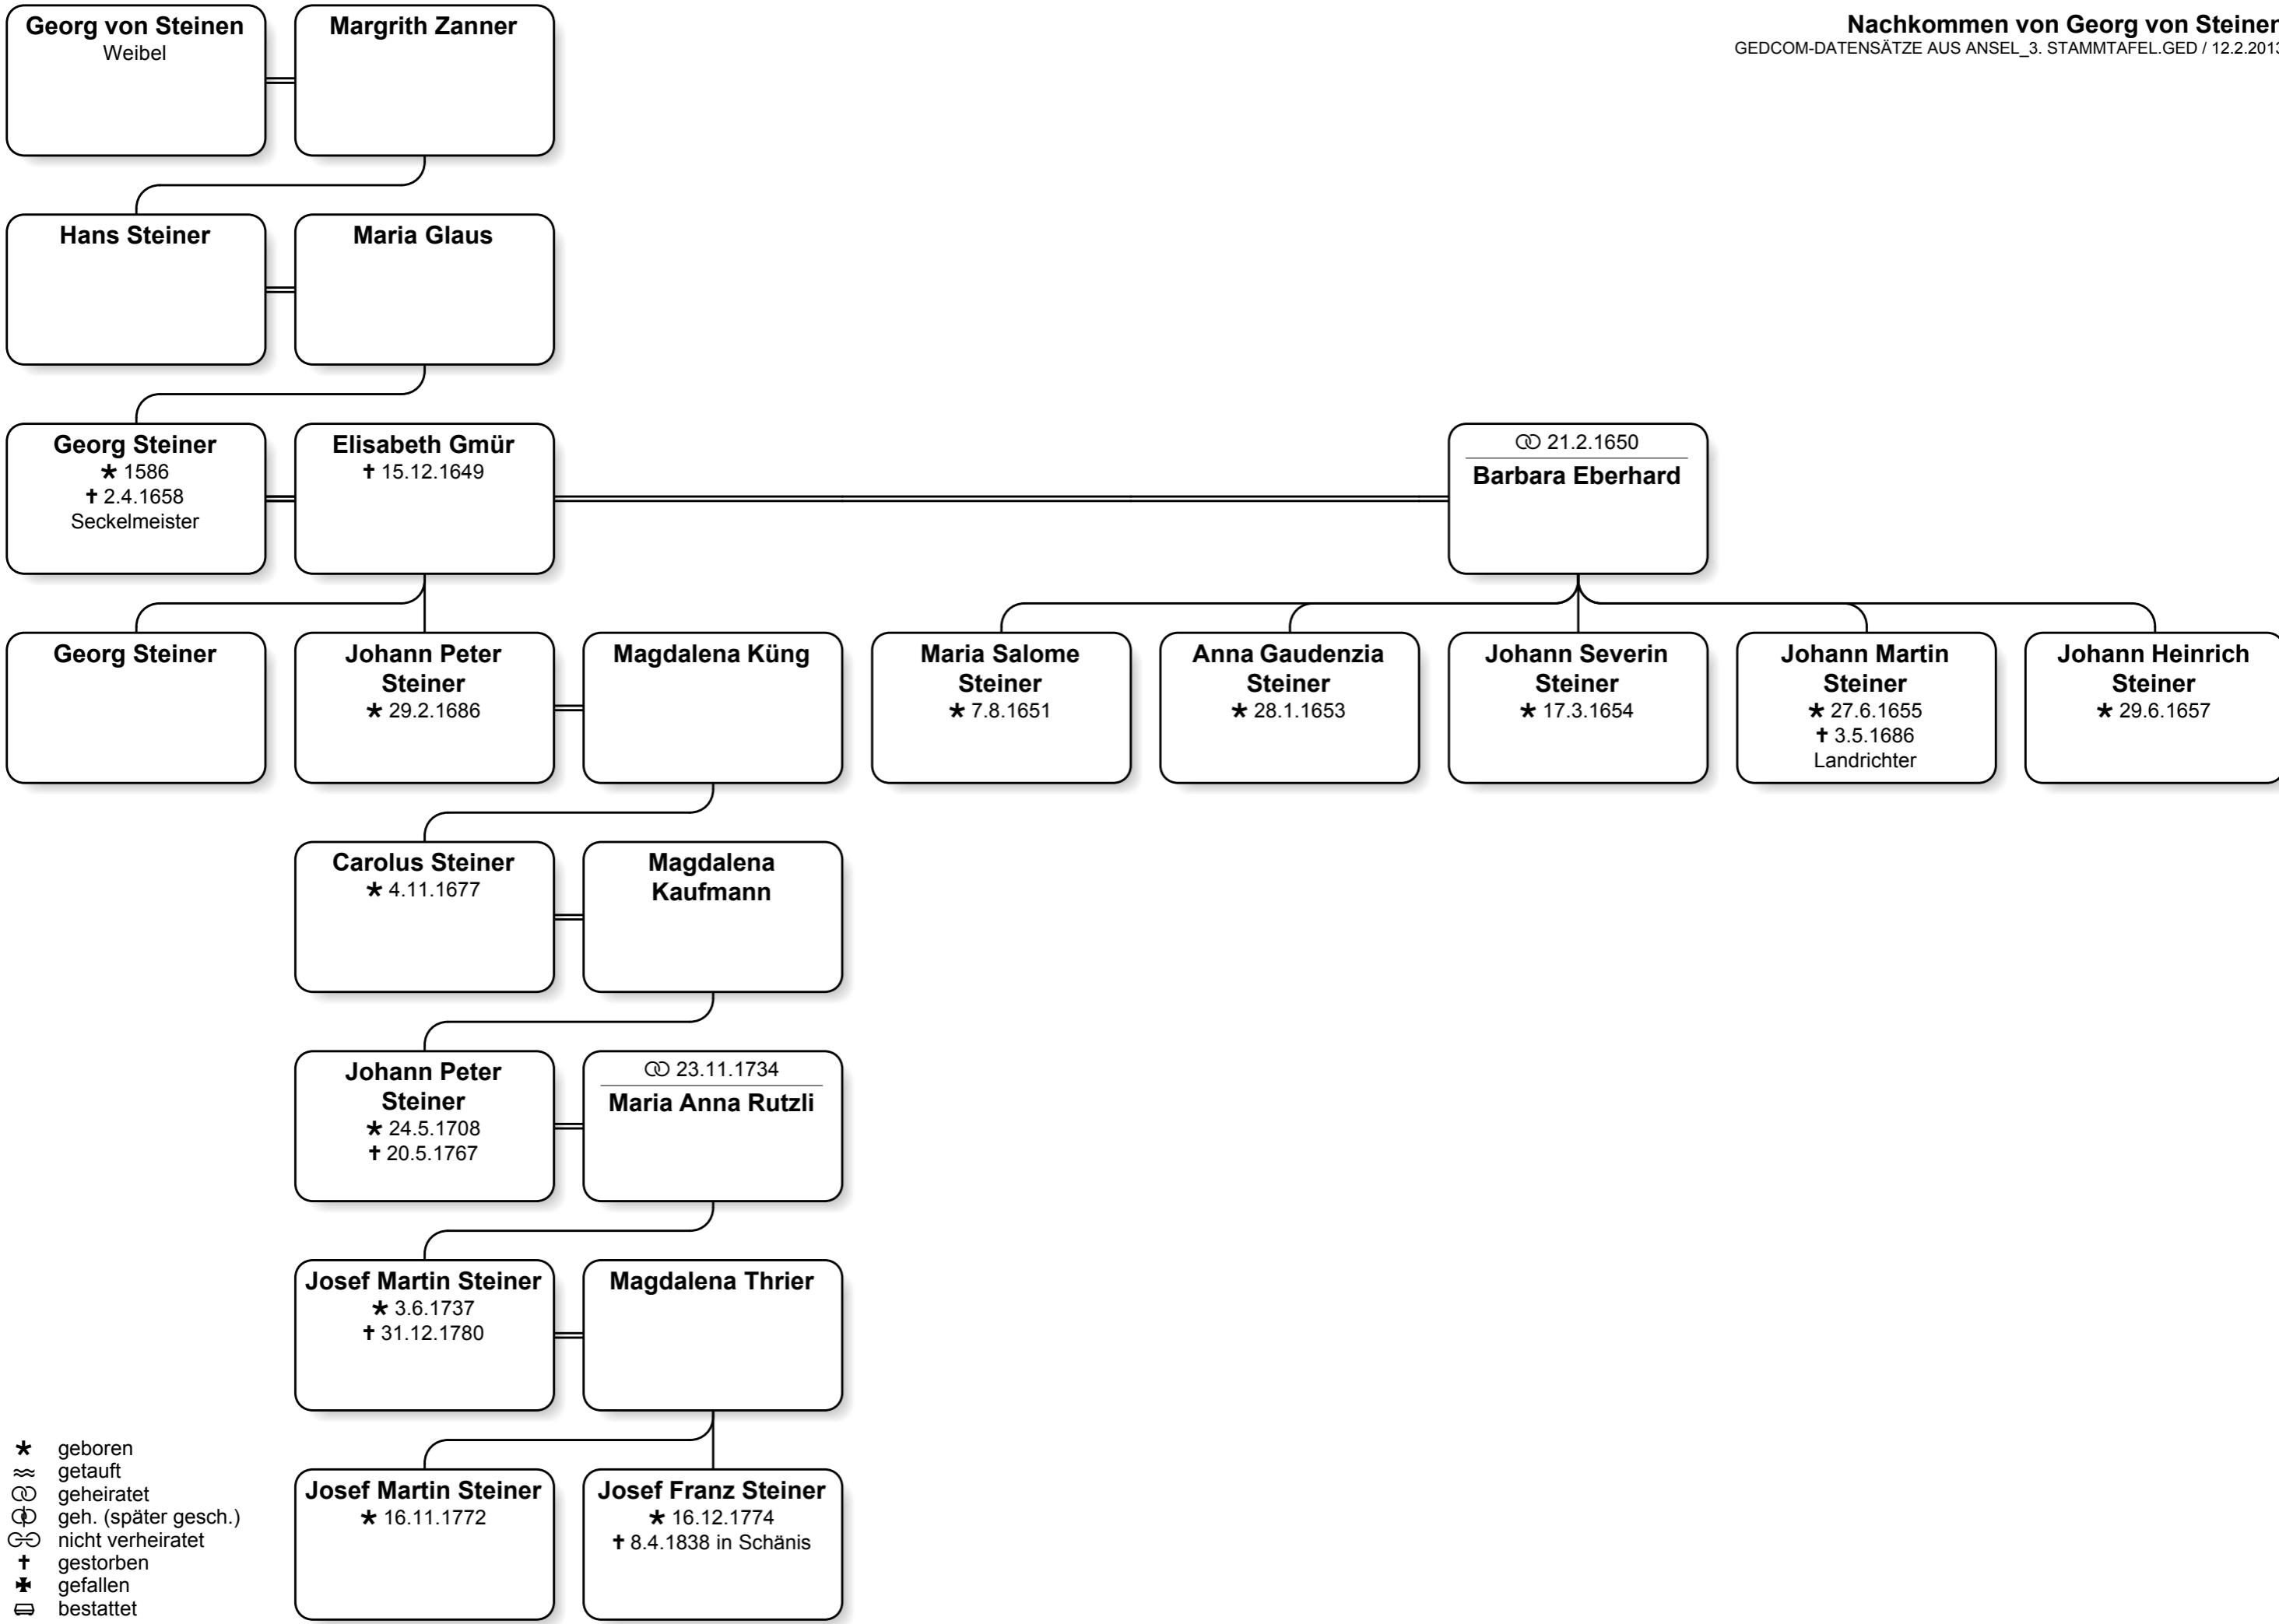 Nachkommen von Georg von Steinen
GEDCOM-DATENSÄTZE AUS ANSEL_3. STAMMTAFEL.GED / 12.2.2013
Georg von Steinen
Weibel
Margrith Zanner
Hans Steiner
Maria Glaus
Georg Steiner
★ 1586
✝ 2.4.1658
Seckelmeister
Elisabeth Gmür
✝ 15.12.1649
⚭ 21.2.1650
Barbara Eberhard
Georg Steiner
Johann Peter
Steiner
★ 29.2.1686
Magdalena Küng
Maria Salome
Steiner
★ 7.8.1651
Anna Gaudenzia
Steiner
★ 28.1.1653
Johann Severin
Steiner
★ 17.3.1654
Johann Martin
Steiner
★ 27.6.1655
✝ 3.5.1686
Landrichter
Johann Heinrich
Steiner
★ 29.6.1657
Carolus Steiner
★ 4.11.1677
Magdalena
Kaufmann
Johann Peter
Steiner
★ 24.5.1708
✝ 20.5.1767
⚭ 23.11.1734
Maria Anna Rutzli
Josef Martin Steiner
★ 3.6.1737
✝ 31.12.1780
Magdalena Thrier
Josef Martin Steiner
★ 16.11.1772
Josef Franz Steiner
★ 16.12.1774
✝ 8.4.1838 in Schänis
★ geboren
≈ getauft
⚭ geheiratet
geh. (später gesch.)
nicht verheiratet
✝ gestorben
✠ gefallen
bestattet